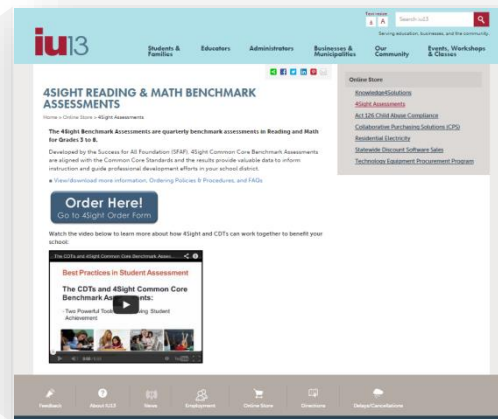 Text resize
A A
Search iu13
Serving education, businesses, and the community.
iu13
Students & Families
Educators
Administrators
Businesses & Municipalities
Our Community
Events, Workshops & Classes
4SIGHT READING & MATH BENCHMARK
ASSESSMENTS
Home > Online Store > 4Sight Assessments
The 4Sight Benchmark Assessments are quarterly benchmark assessments in Reading and Math
for Grades 3 to 8.
Developed by the Success for All Foundation (SFAF), 4Sight Common Core Benchmark Assessments
are aligned with the Common Core Standards and the results provide valuable data to inform
instruction and guide professional development efforts in your school district.
View/download more information, Ordering Policies & Procedures, and FAQs
Order Here!
Go to 4Sight Order Form
Watch the video below to learn more about how 4Sight and CDTs can work together to benefit your
school:
The CDTs and 4Sight Common Core Benchmark Asses...
Best Practices in Student Assessment
The CDTs and 4Sight Common Core
Benchmark Assessments:
- Two Powerful
Achievement
Online Store
Knowledge4Solutions
4Sight Assessments
Act 126 Child Abuse Compliance
Collaborative Purchasing Solutions (CPS)
Residential Electricity
Statewide Discount Software Sales
Technology Equipment Procurement Program
Feedback
About IU13
News
Employment
Online Store
Directions
Delays/Cancellations